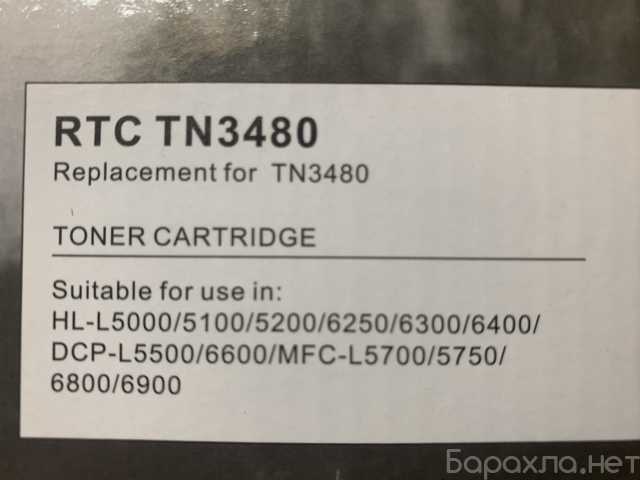 RTC TN3480
Replacement for TN3480
TONER CARTRIDGE
Suitable for use in:
HL-L5000/5100/5200/6250/6300/6400/
DCP-L5500/6600/MFC-L5700/5750/
6800/6900
Барахла.нет